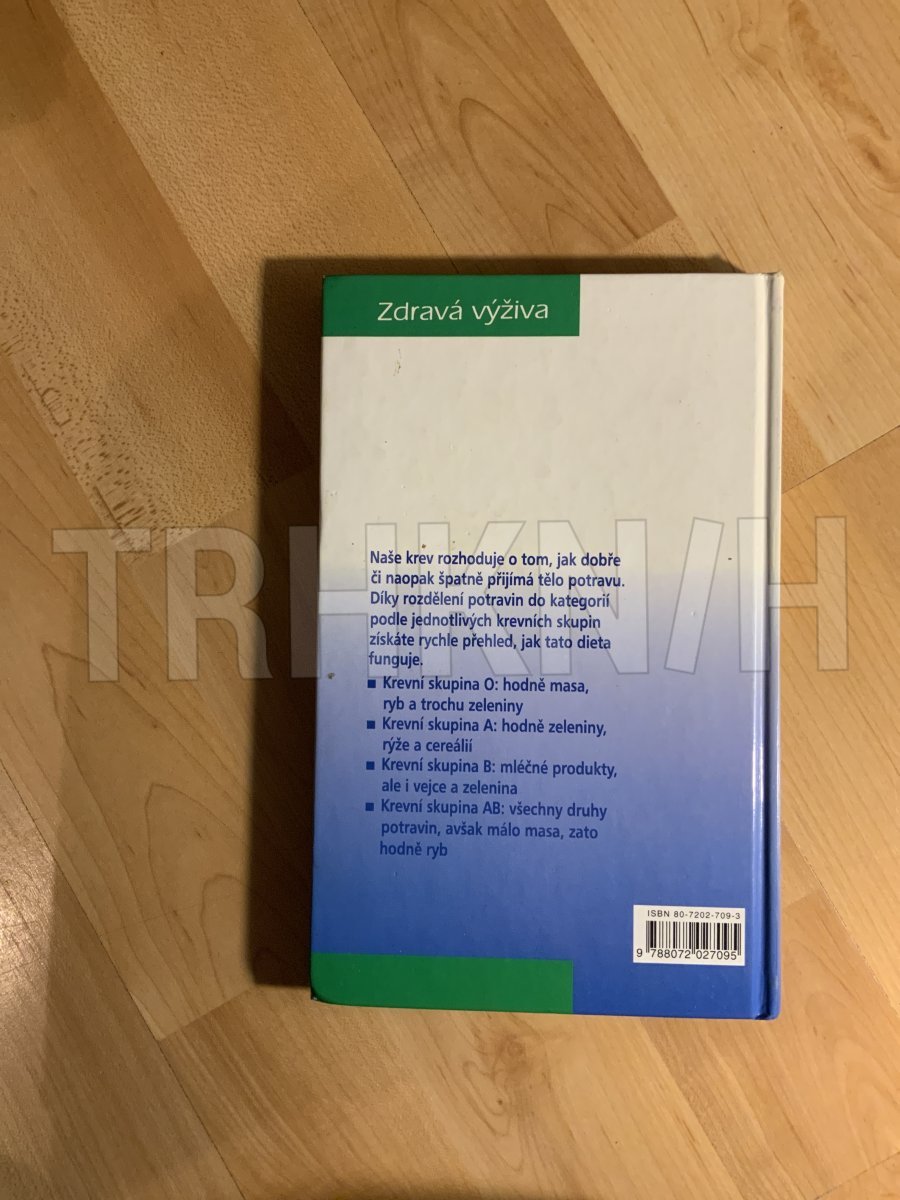 Zdravá výživa
TRHKNIH
Naše krev rozhoduje o tom, jak dobře
či naopak špatně přijímá tělo potravu.
Díky rozdělení potravin do kategorií
podle jednotlivých krevních skupin
získáte rychle přehled, jak tato dieta
funguje.
■ Krevní skupina O: hodně masa,
ryb a trochu zeleniny
■ Krevní skupina A: hodně zeleniny,
rýže a cereálií
■ Krevní skupina B: mléčné produkty,
ale i vejce a zelenina
■ Krevní skupina AB: všechny druhy
potravin, avšak málo masa, zato
hodně ryb
ISBN 80-7202-709-3
9 788072 027095